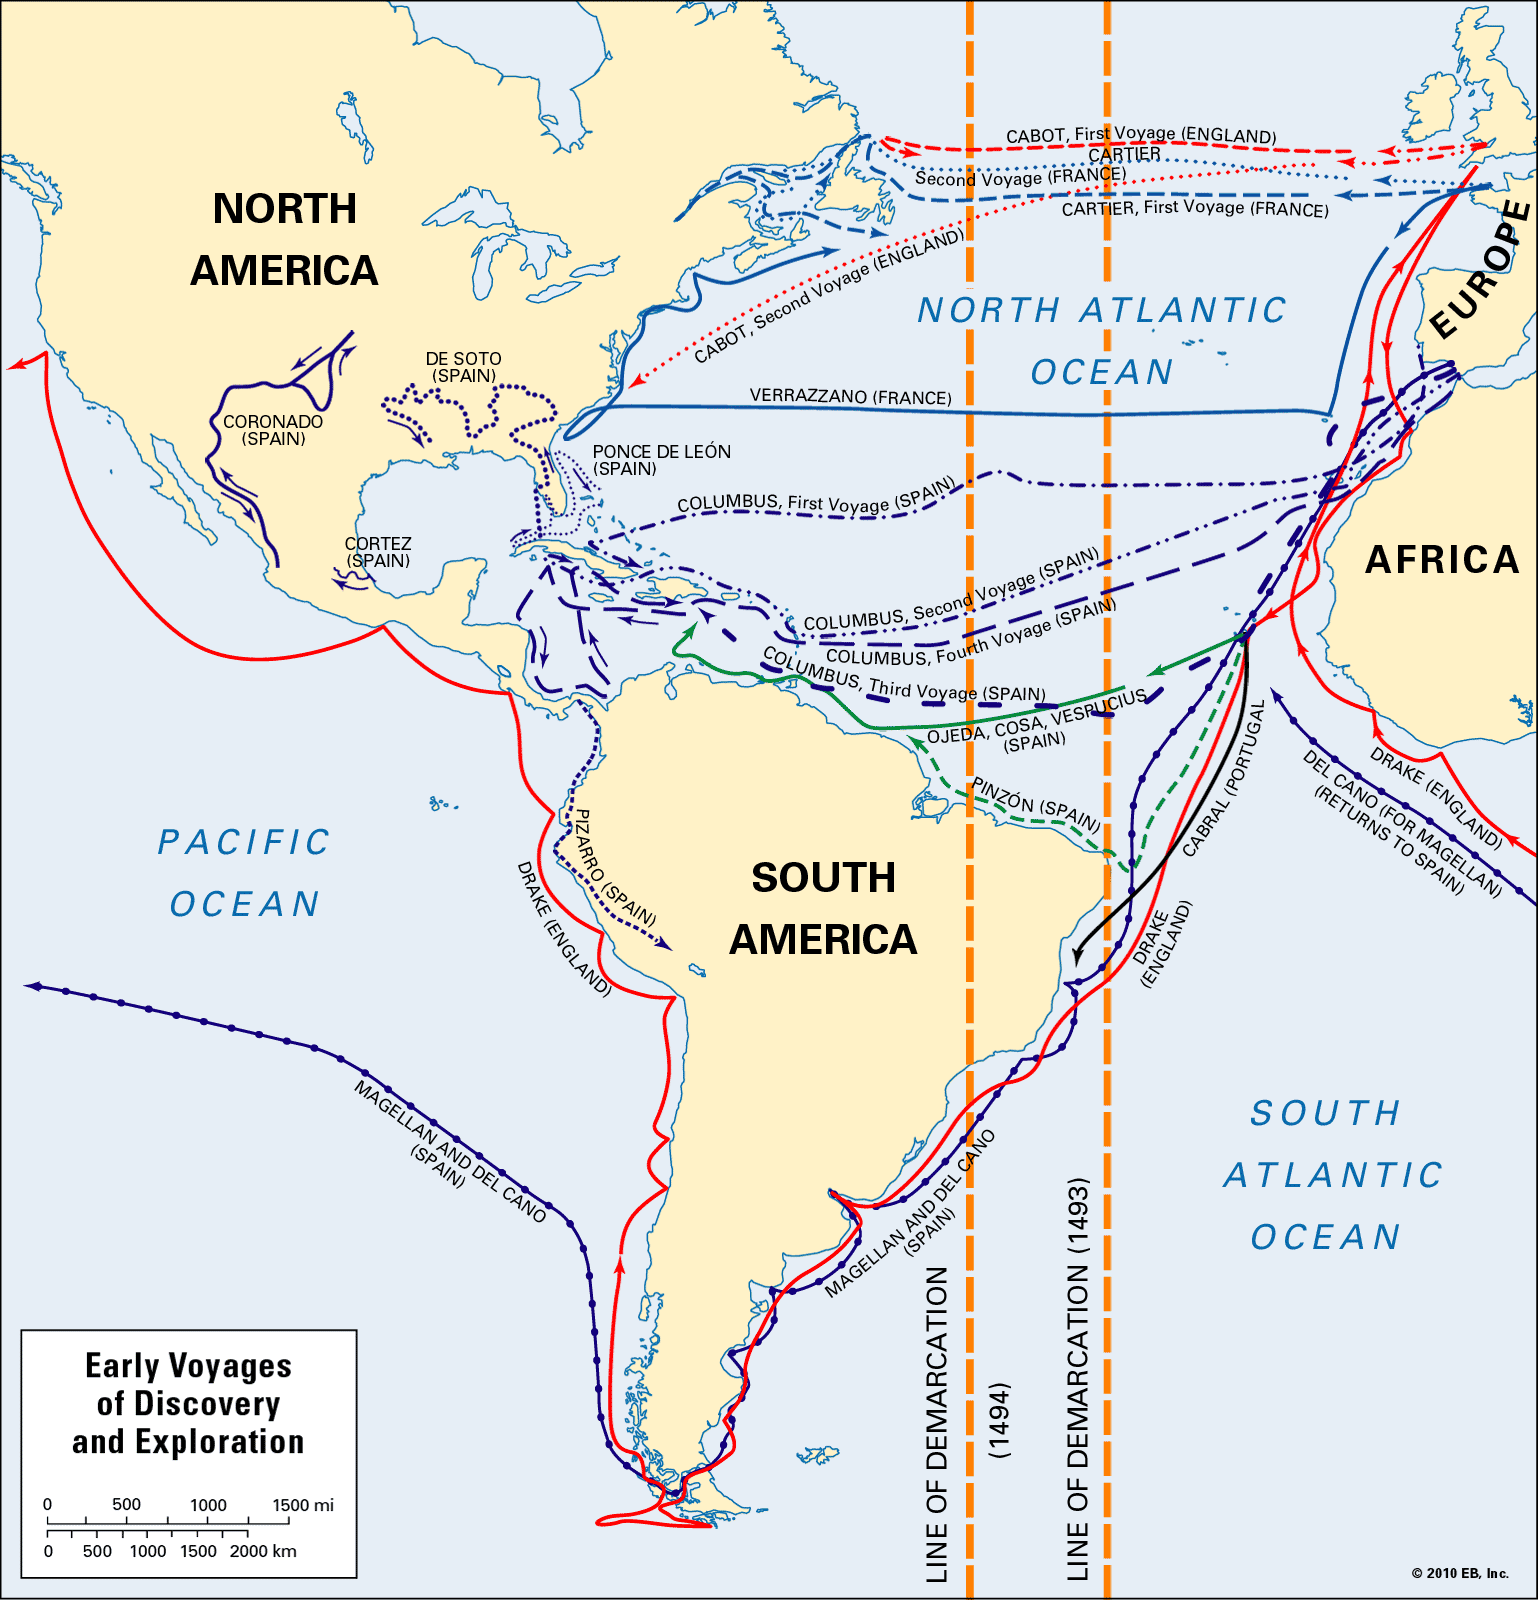 CABOT, First Voyage (ENGLAND)
CARTIER
Second Voyage (FRANCE)
CARTIER, First Voyage (FRANCE)
NORTH
AMERICA
EUROPE
CABOT, Second Voyage (ENGLAND)
NORTH ATLANTIC
OCEAN
DE SOTO
(SPAIN)
VERRAZZANO (FRANCE)
CORONADO
(SPAIN)
PONCE DE LEÓN
(SPAIN)
COLUMBUS, First Voyage (SPAIN)
CORTEZ
(SPAIN)
AFRICA
COLUMBUS, Second Voyage (SPAIN)
COLUMBUS, Fourth Voyage (SPAIN)
COLUMBUS, Third Voyage (SPAIN)
OJEDA, COSA, VESPUCIUS
(SPAIN)
PINZÓN (SPAIN)
CABRAL (PORTUGAL
DRAKE (ENGLAND)
DEL CANO (FOR MAGELLAN)
(RETURNS TO SPAIN)
PACIFIC
OCEAN
PIZARRO (SPAIN)
DRAKE (ENGLAND)
SOUTH
AMERICA
DRAKE
(ENGLAND)
MAGELLAN AND DEL CANO
(SPAIN)
MAGELLAN AND DEL CANO
(SPAIN)
SOUTH
ATLANTIC
OCEAN
LINE OF DEMARCATION
(1494)
LINE OF DEMARCATION (1493)
Early Voyages
of Discovery
and Exploration
0 500 1000 1500 mi
0 500 1000 1500 2000 km
© 2010 EB, Inc.